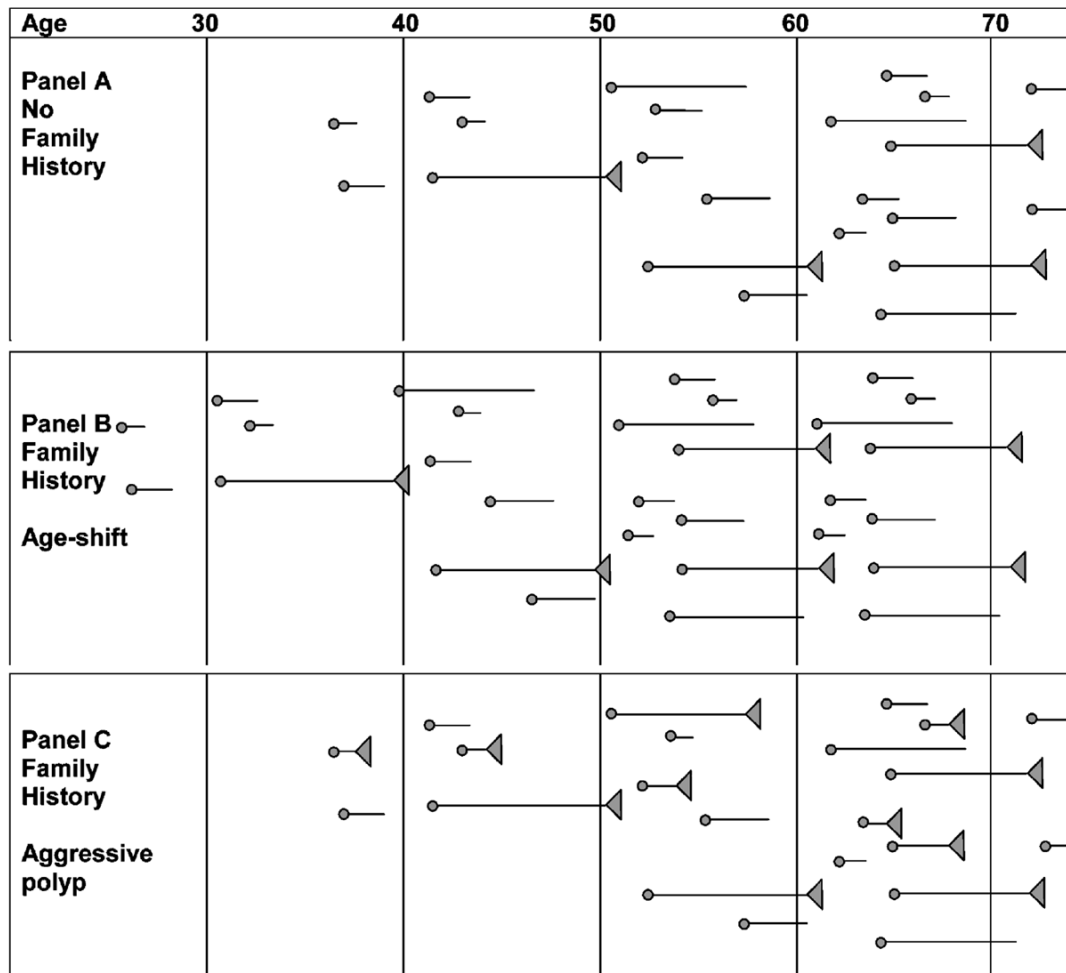 Age 30 40 50 60 70
Panel A
No
Family
History
Panel B
Family
History
Age-shift
Panel C
Family
History
Aggressive
polyp